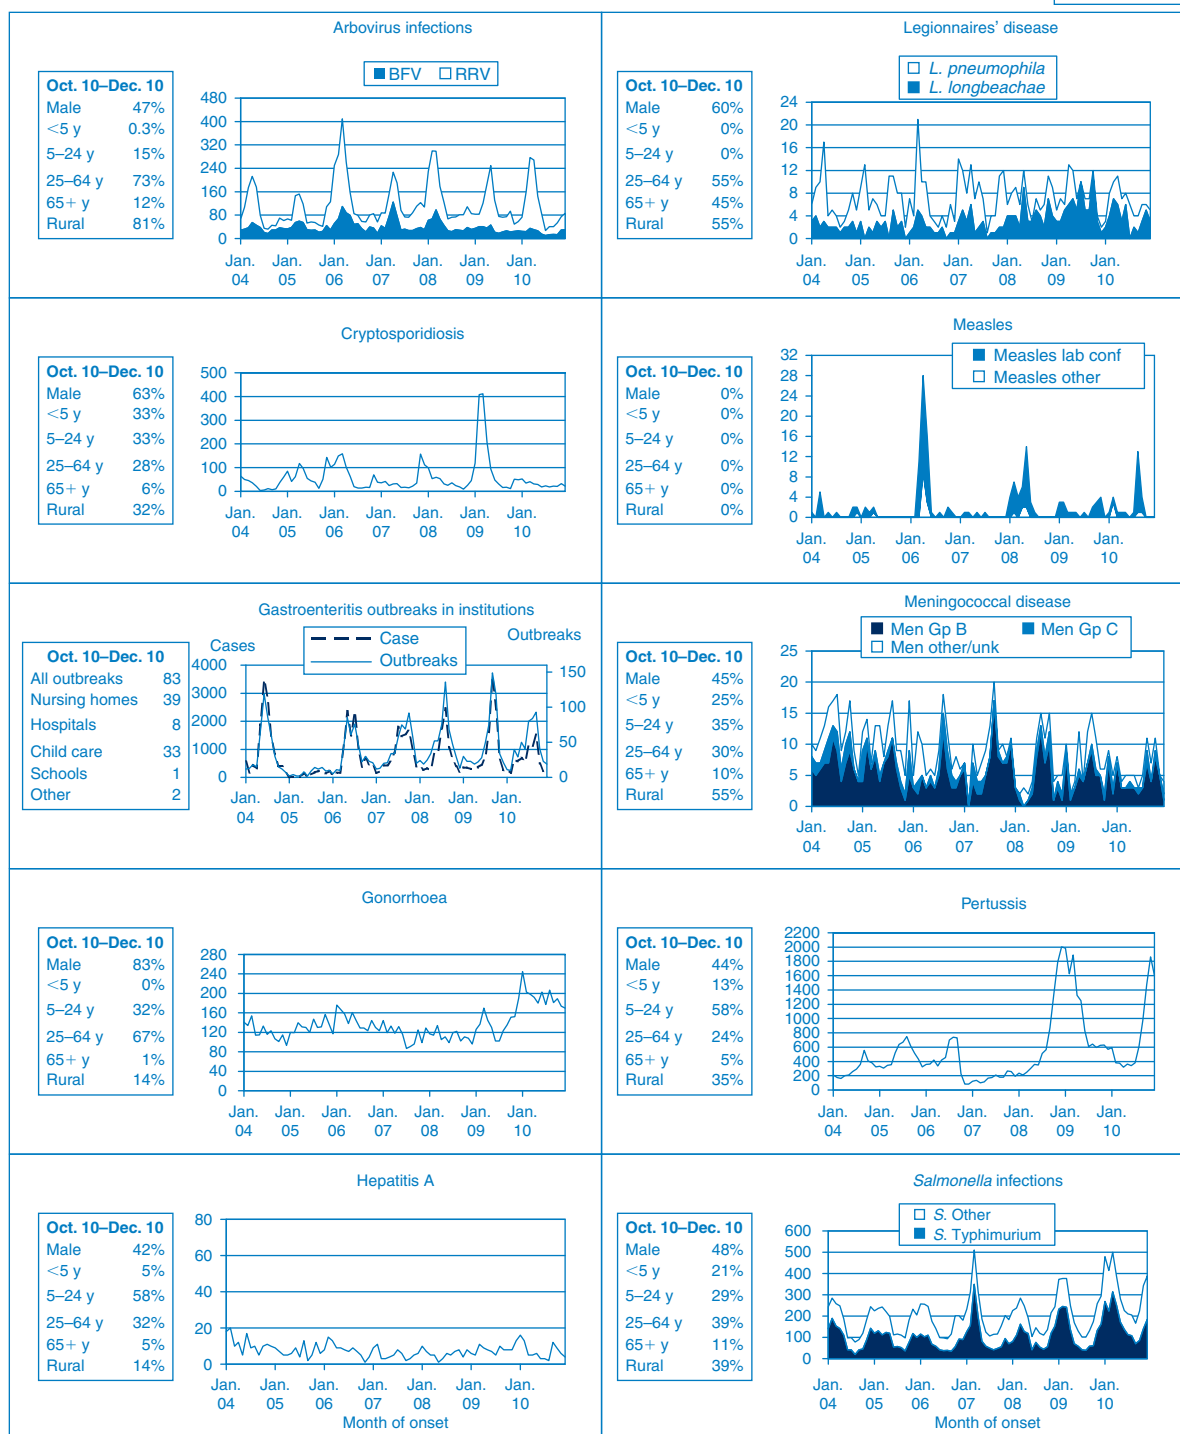 Arbovirus infections
BFV RRV
Oct. 10–Dec. 10
Male 47%
<5 y 0.3%
5–24 y 15%
25–64 y 73%
65+ y 12%
Rural 81%
480
400
320
240
160
80
0
Jan. Jan. Jan. Jan. Jan. Jan. Jan.
04 05 06 07 08 09 10
Legionnaires’ disease
L. pneumophila
L. longbeachae
Oct. 10–Dec. 10
Male 60%
<5 y 0%
5–24 y 0%
25–64 y 55%
65+ y 45%
Rural 55%
24
20
16
12
8
4
0
Jan. Jan. Jan. Jan. Jan. Jan. Jan.
04 05 06 07 08 09 10
Cryptosporidiosis
Oct. 10–Dec. 10
Male 63%
<5 y 33%
5–24 y 33%
25–64 y 28%
65+ y 6%
Rural 32%
500
400
300
200
100
0
Jan. Jan. Jan. Jan. Jan. Jan. Jan.
04 05 06 07 08 09 10
Measles
Measles lab conf
Measles other
Oct. 10–Dec. 10
Male 0%
<5 y 0%
5–24 y 0%
25–64 y 0%
65+ y 0%
Rural 0%
32
28
24
20
16
12
8
4
0
Jan. Jan. Jan. Jan. Jan. Jan. Jan.
04 05 06 07 08 09 10
Gastroenteritis outbreaks in institutions
Cases
Case
Outbreaks
Outbreaks
Oct. 10–Dec. 10
All outbreaks 83
Nursing homes 39
Hospitals 8
Child care 33
Schools 1
Other 2
4000
3000
2000
1000
0
150
100
50
0
Jan. Jan. Jan. Jan. Jan. Jan. Jan.
04 05 06 07 08 09 10
Meningococcal disease
Men Gp B Men Gp C
Men other/unk
Oct. 10–Dec. 10
Male 45%
<5 y 25%
5–24 y 35%
25–64 y 30%
65+ y 10%
Rural 55%
25
20
15
10
5
0
Jan. Jan. Jan. Jan. Jan. Jan. Jan.
04 05 06 07 08 09 10
Gonorrhoea
Oct. 10–Dec. 10
Male 83%
<5 y 0%
5–24 y 32%
25–64 y 67%
65+ y 1%
Rural 14%
280
240
200
160
120
80
40
0
Jan. Jan. Jan. Jan. Jan. Jan. Jan.
04 05 06 07 08 09 10
Pertussis
Oct. 10–Dec. 10
Male 44%
<5 y 13%
5–24 y 58%
25–64 y 24%
65+ y 5%
Rural 35%
2200
2000
1800
1600
1400
1200
1000
800
600
400
200
0
Jan. Jan. Jan. Jan. Jan. Jan. Jan.
04 05 06 07 08 09 10
Hepatitis A
Oct. 10–Dec. 10
Male 42%
<5 y 5%
5–24 y 58%
25–64 y 32%
65+ y 5%
Rural 14%
80
60
40
20
0
Jan. Jan. Jan. Jan. Jan. Jan. Jan.
04 05 06 07 08 09 10
Month of onset
Salmonella infections
S. Other
S. Typhimurium
Oct. 10–Dec. 10
Male 48%
<5 y 21%
5–24 y 29%
25–64 y 39%
65+ y 11%
Rural 39%
600
500
400
300
200
100
0
Jan. Jan. Jan. Jan. Jan. Jan. Jan.
04 05 06 07 08 09 10
Month of onset